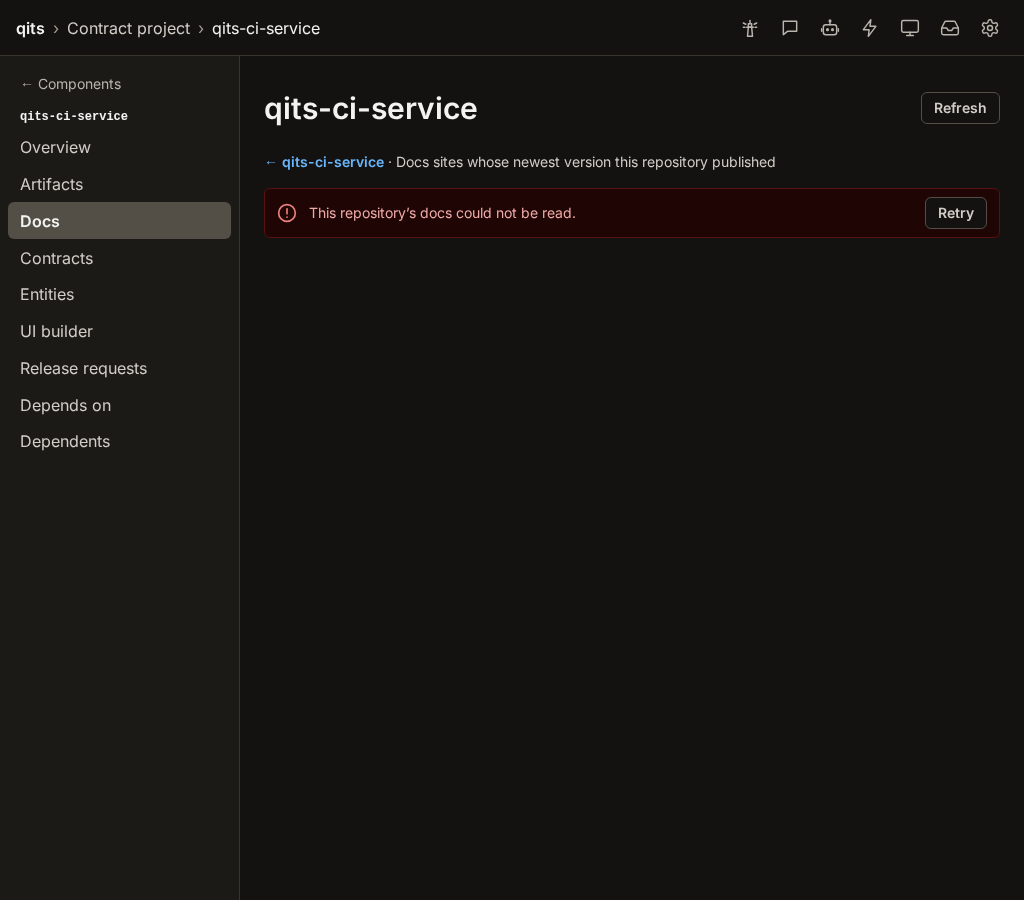 qits › Contract project › qits-ci-service
← Components
qits-ci-service
Overview
Artifacts
Docs
Contracts
Entities
UI builder
Release requests
Depends on
Dependents
qits-ci-service
Refresh
← qits-ci-service · Docs sites whose newest version this repository published
This repository’s docs could not be read.
Retry